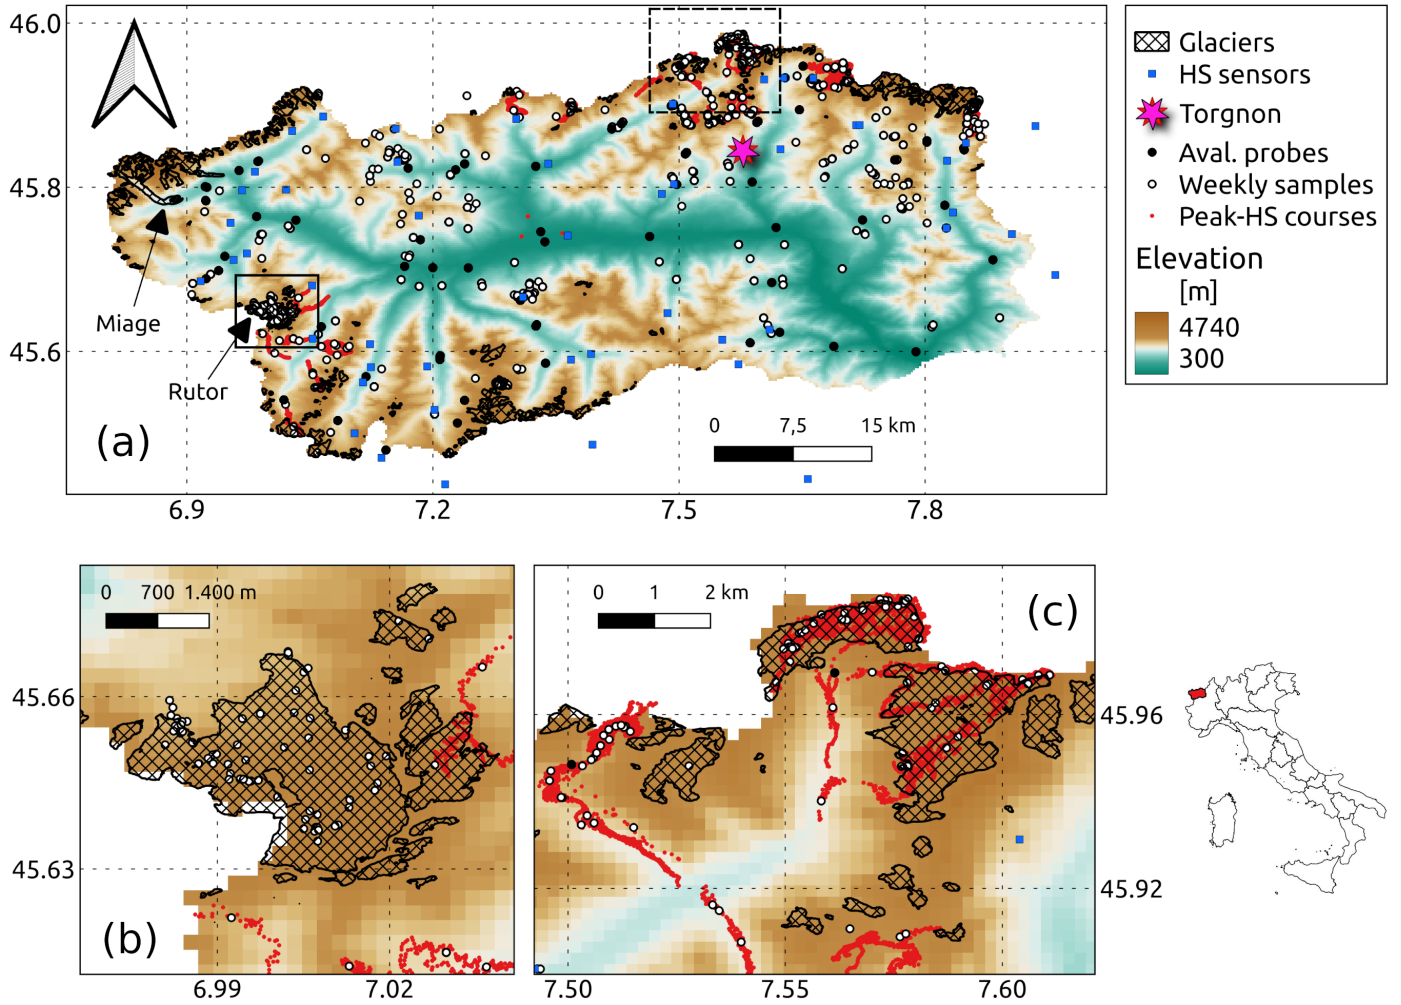 46.0
45.8
45.6
Miage
Rutor
(a)
0 7,5 15 km
6.9 7.2 7.5 7.8
Glaciers
HS sensors
Torgnon
Aval. probes
Weekly samples
Peak-HS courses
Elevation
[m]
4740
300
0 700 1.400 m
45.66
45.63
(b)
6.99 7.02
0 1 2 km
(c)
45.96
45.92
7.50 7.55 7.60